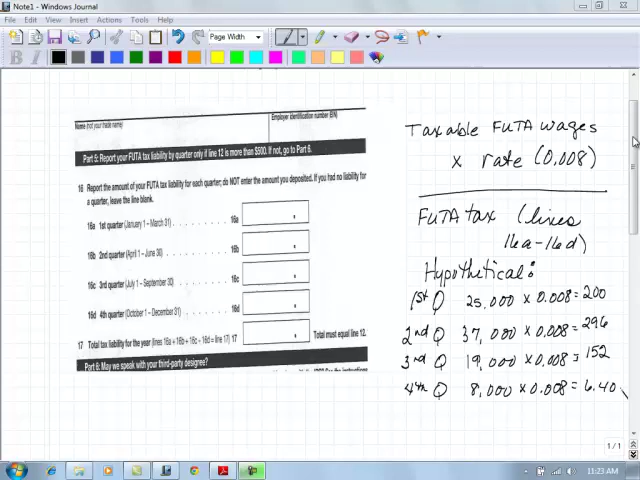 Note1 - Windows Journal
File Edit View Insert Actions Tools Help
Page Width
B I
Name (not your trade name)
Employer identification number (EIN)
Part 5: Report your FUTA tax liability by quarter only if line 12 is more than $500. If not, go to Part 6.
16 Report the amount of your FUTA tax liability for each quarter; do NOT enter the amount you deposited. If you had no liability for
a quarter, leave the line blank.
16a 1st quarter (January 1 – March 31) . . . . . . . . . 16a .
16b 2nd quarter (April 1 – June 30) . . . . . . . . . 16b .
16c 3rd quarter (July 1 – September 30) . . . . . . . . . 16c .
16d 4th quarter (October 1 – December 31) . . . . . . . . 16d .
17 Total tax liability for the year (lines 16a + 16b + 16c + 16d = line 17) 17 . Total must equal line 12.
Part 6: May we speak with your third-party designee?
Taxable FUTA wages
x rate (0.008)
FUTA tax (lines
16a-16d)
Hypothetical:
1st Q 25,000 x 0.008 = 200
2nd Q 37,000 x 0.008 = 296
3rd Q 19,000 x 0.008 = 152
4th Q 8,000 x 0.008 = 6.40
1 / 1
11:23 AM